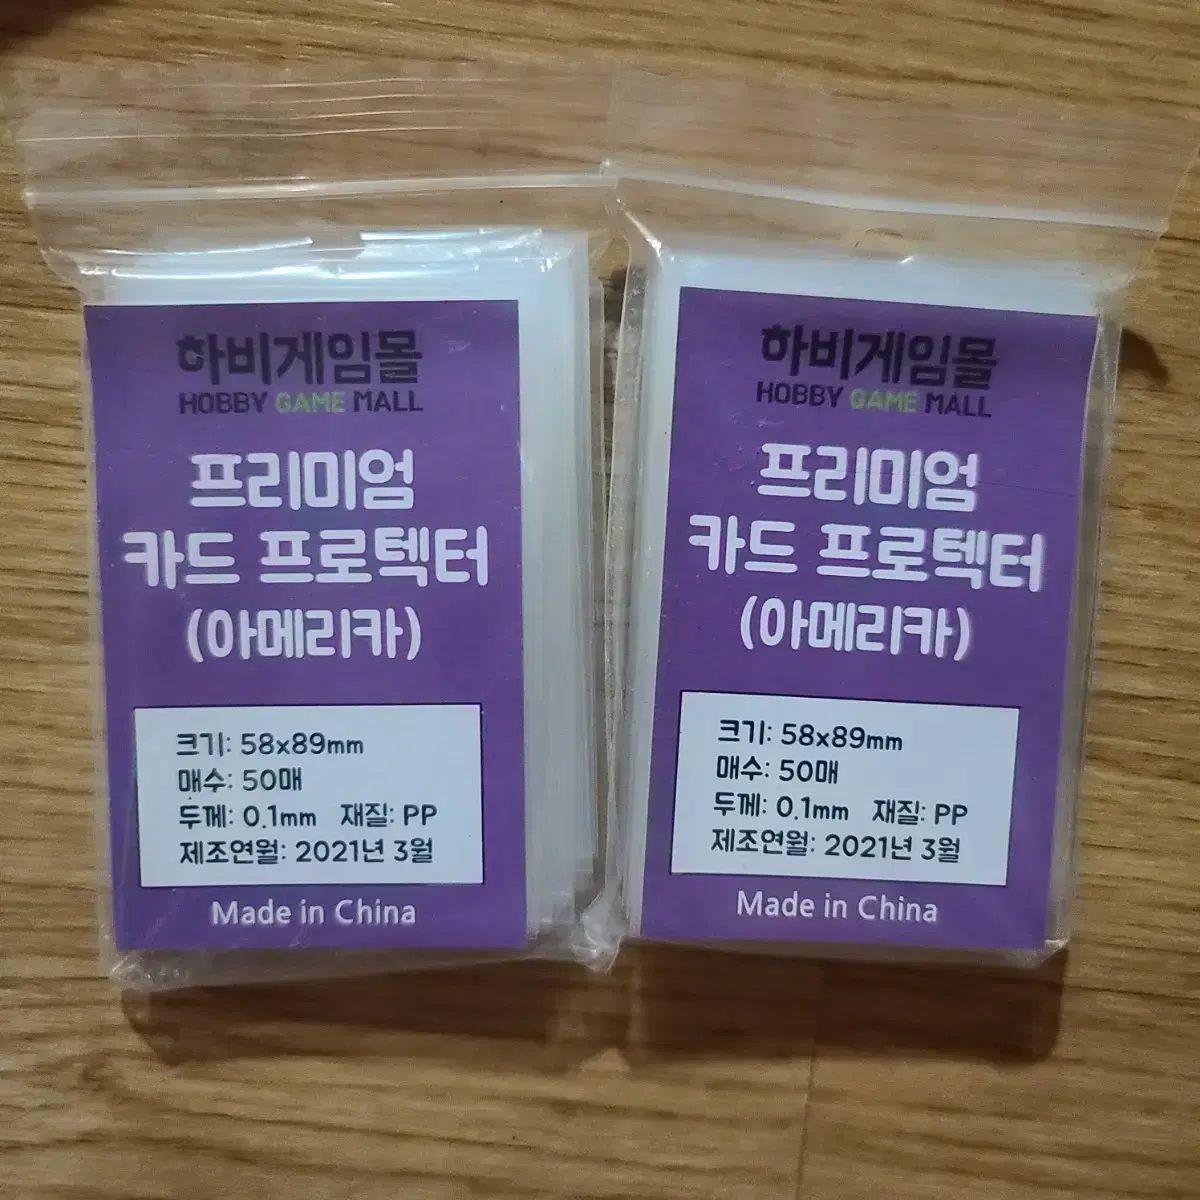 하비게임몰
HOBBY GAME MALL
프리미엄
카드 프로텍터
(아메리카)
크기: 58x89mm
매수: 50매
두께: 0.1mm 재질: PP
제조연월: 2021년 3월
Made in China
하비게임몰
HOBBY GAME MALL
프리미엄
카드 프로텍터
(아메리카)
크기: 58x89mm
매수: 50매
두께: 0.1mm 재질: PP
제조연월: 2021년 3월
Made in China